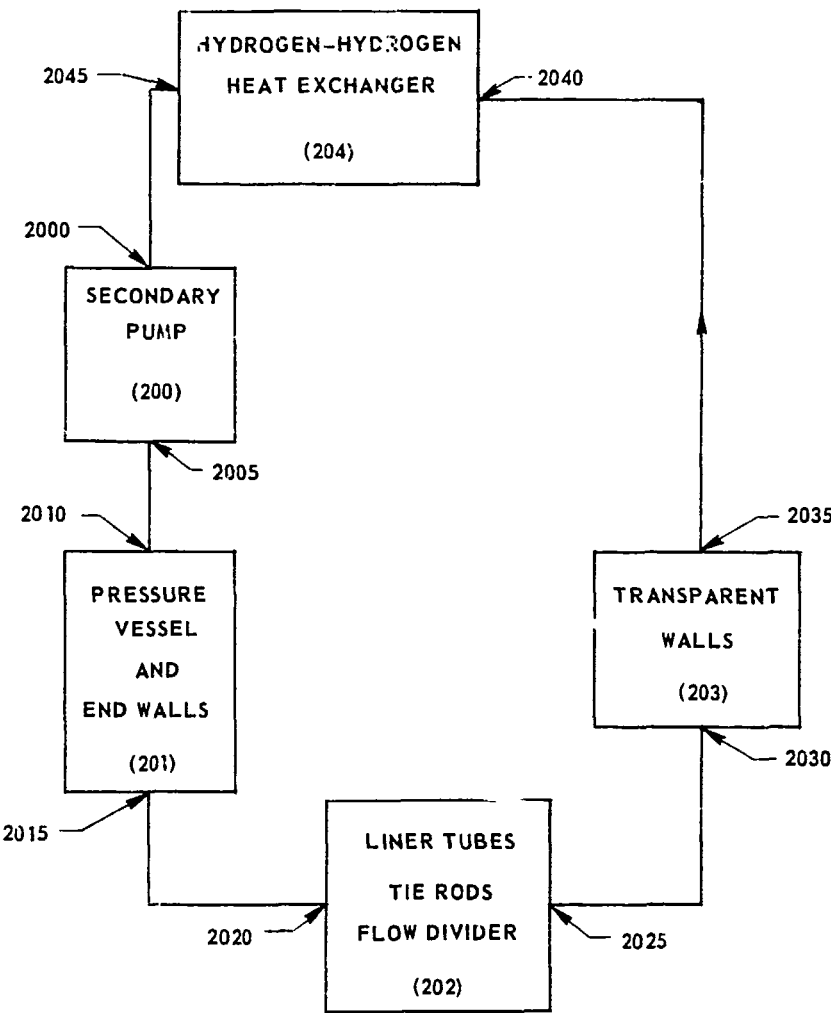 HYDROGEN-HYDROGEN
HEAT EXCHANGER
(204)
2045
2040
2000
SECONDARY
PUMP
(200)
2005
2010
PRESSURE
VESSEL
AND
END WALLS
(201)
2015
2035
TRANSPARENT
WALLS
(203)
2030
LINER TUBES
TIE RODS
FLOW DIVIDER
(202)
2020
2025